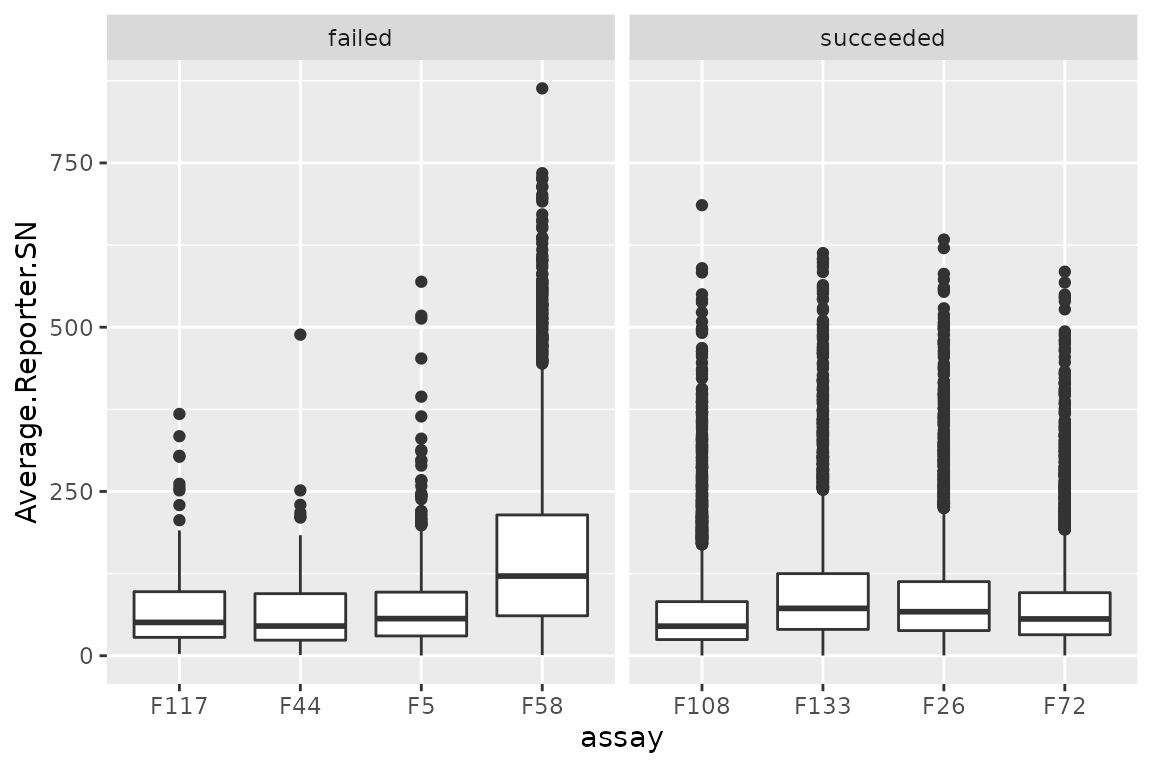 failed succeeded
Average.Reporter.SN
750
500
250
0
F117 F44 F5 F58 F108 F133 F26 F72
assay